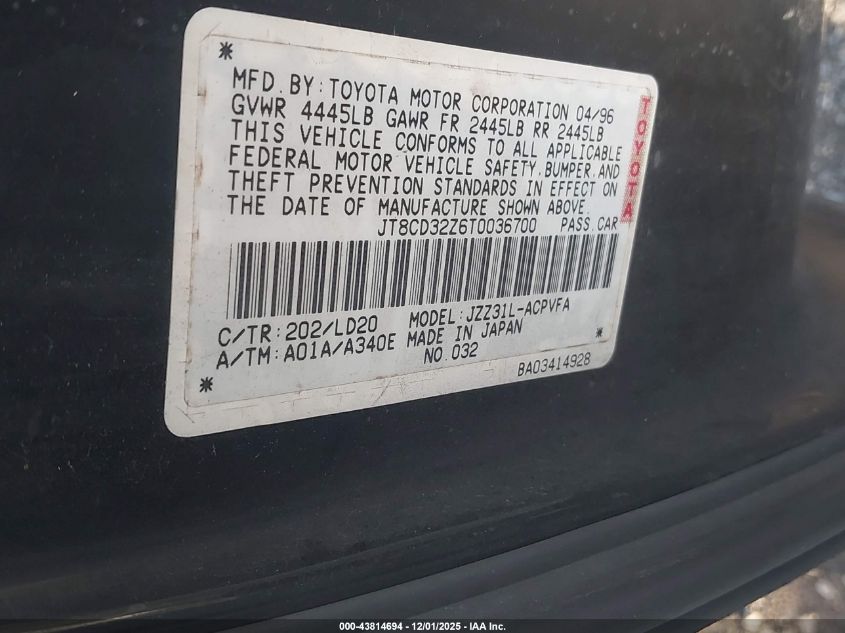 MFD. BY: TOYOTA MOTOR CORPORATION 04/96
GVWR 4445LB GAWR FR 2445LB RR 2445LB
THIS VEHICLE CONFORMS TO ALL APPLICABLE
FEDERAL MOTOR VEHICLE SAFETY, BUMPER, AND
THEFT PREVENTION STANDARDS IN EFFECT ON
THE DATE OF MANUFACTURE SHOWN ABOVE.
JT8CD32Z6T0036700 PASS. CAR
TOYOTA
C/TR: 202/LD20 MODEL: JZZ31L-ACPVFA
A/TM: A01A/A340E MADE IN JAPAN
NO. 032
BA03414928
000-43814694 - 12/01/2025 - IAA Inc.